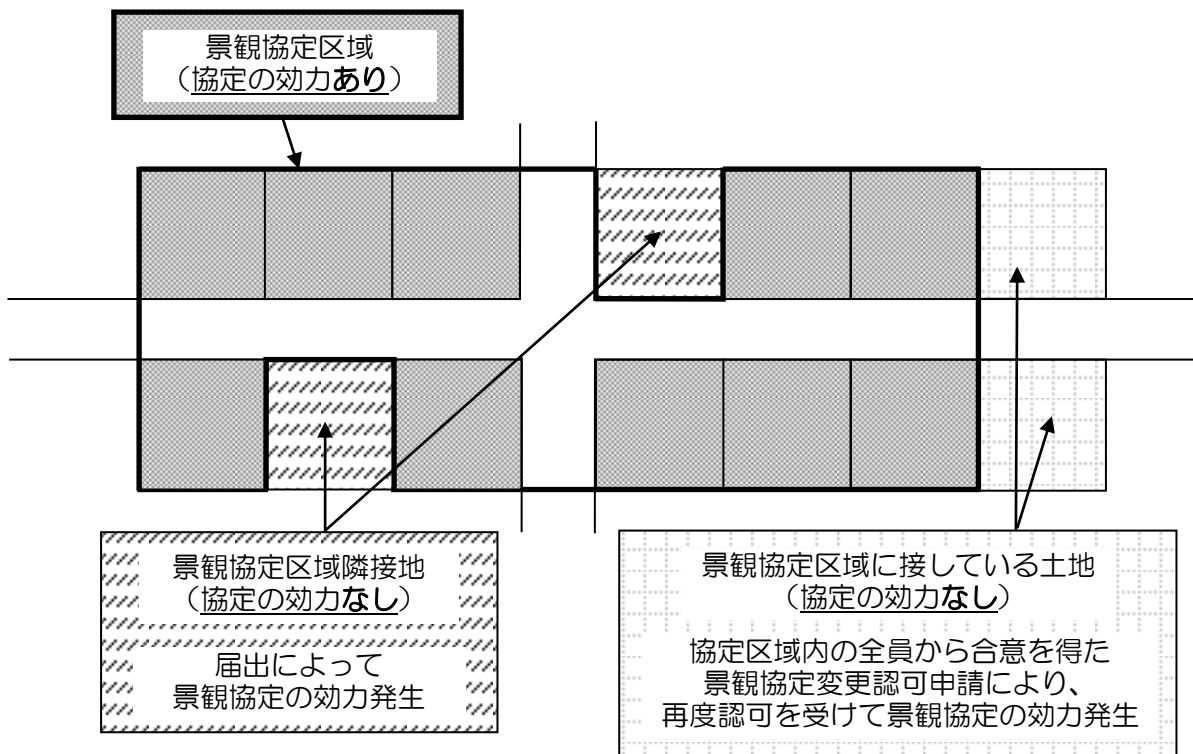 景観協定区域
（協定の効力あり）
景観協定区域隣接地
（協定の効力なし）
届出によって
景観協定の効力発生
景観協定区域に接している土地
（協定の効力なし）
協定区域内の全員から合意を得た
景観協定変更認可申請により、
再度認可を受けて景観協定の効力発生